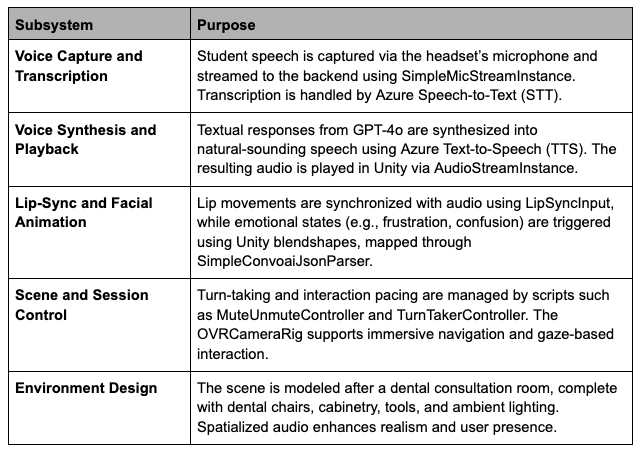 Subsystem
Purpose
Voice Capture and
Transcription
Student speech is captured via the headset's microphone and
streamed to the backend using SimpleMicStreamInstance.
Transcription is handled by Azure Speech-to-Text (STT).
Voice Synthesis and
Playback
Textual responses from GPT-4o are synthesized into
natural-sounding speech using Azure Text-to-Speech (TTS). The
resulting audio is played in Unity via AudioStreamInstance.
Lip-Sync and Facial
Animation
Lip movements are synchronized with audio using LipSyncInput,
while emotional states (e.g., frustration, confusion) are triggered
using Unity blendshapes, mapped through
SimpleConvoaiJsonParser.
Scene and Session
Control
Turn-taking and interaction pacing are managed by scripts such
as MuteUnmuteController and TurnTakerController. The
OVRCameraRig supports immersive navigation and gaze-based
interaction.
Environment Design
The scene is modeled after a dental consultation room, complete
with dental chairs, cabinetry, tools, and ambient lighting.
Spatialized audio enhances realism and user presence.